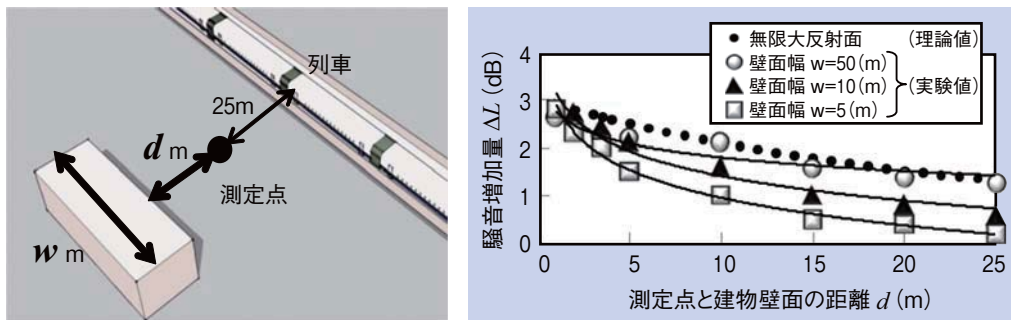 列車
25m
d m
測定点
w m
無限大反射面 (理論値)
壁面幅 w=50(m)
壁面幅 w=10(m) (実験値)
壁面幅 w=5(m)
騒音増加量 ΔL (dB)
4
3
2
1
0
0 5 10 15 20 25
測定点と建物壁面の距離 d (m)